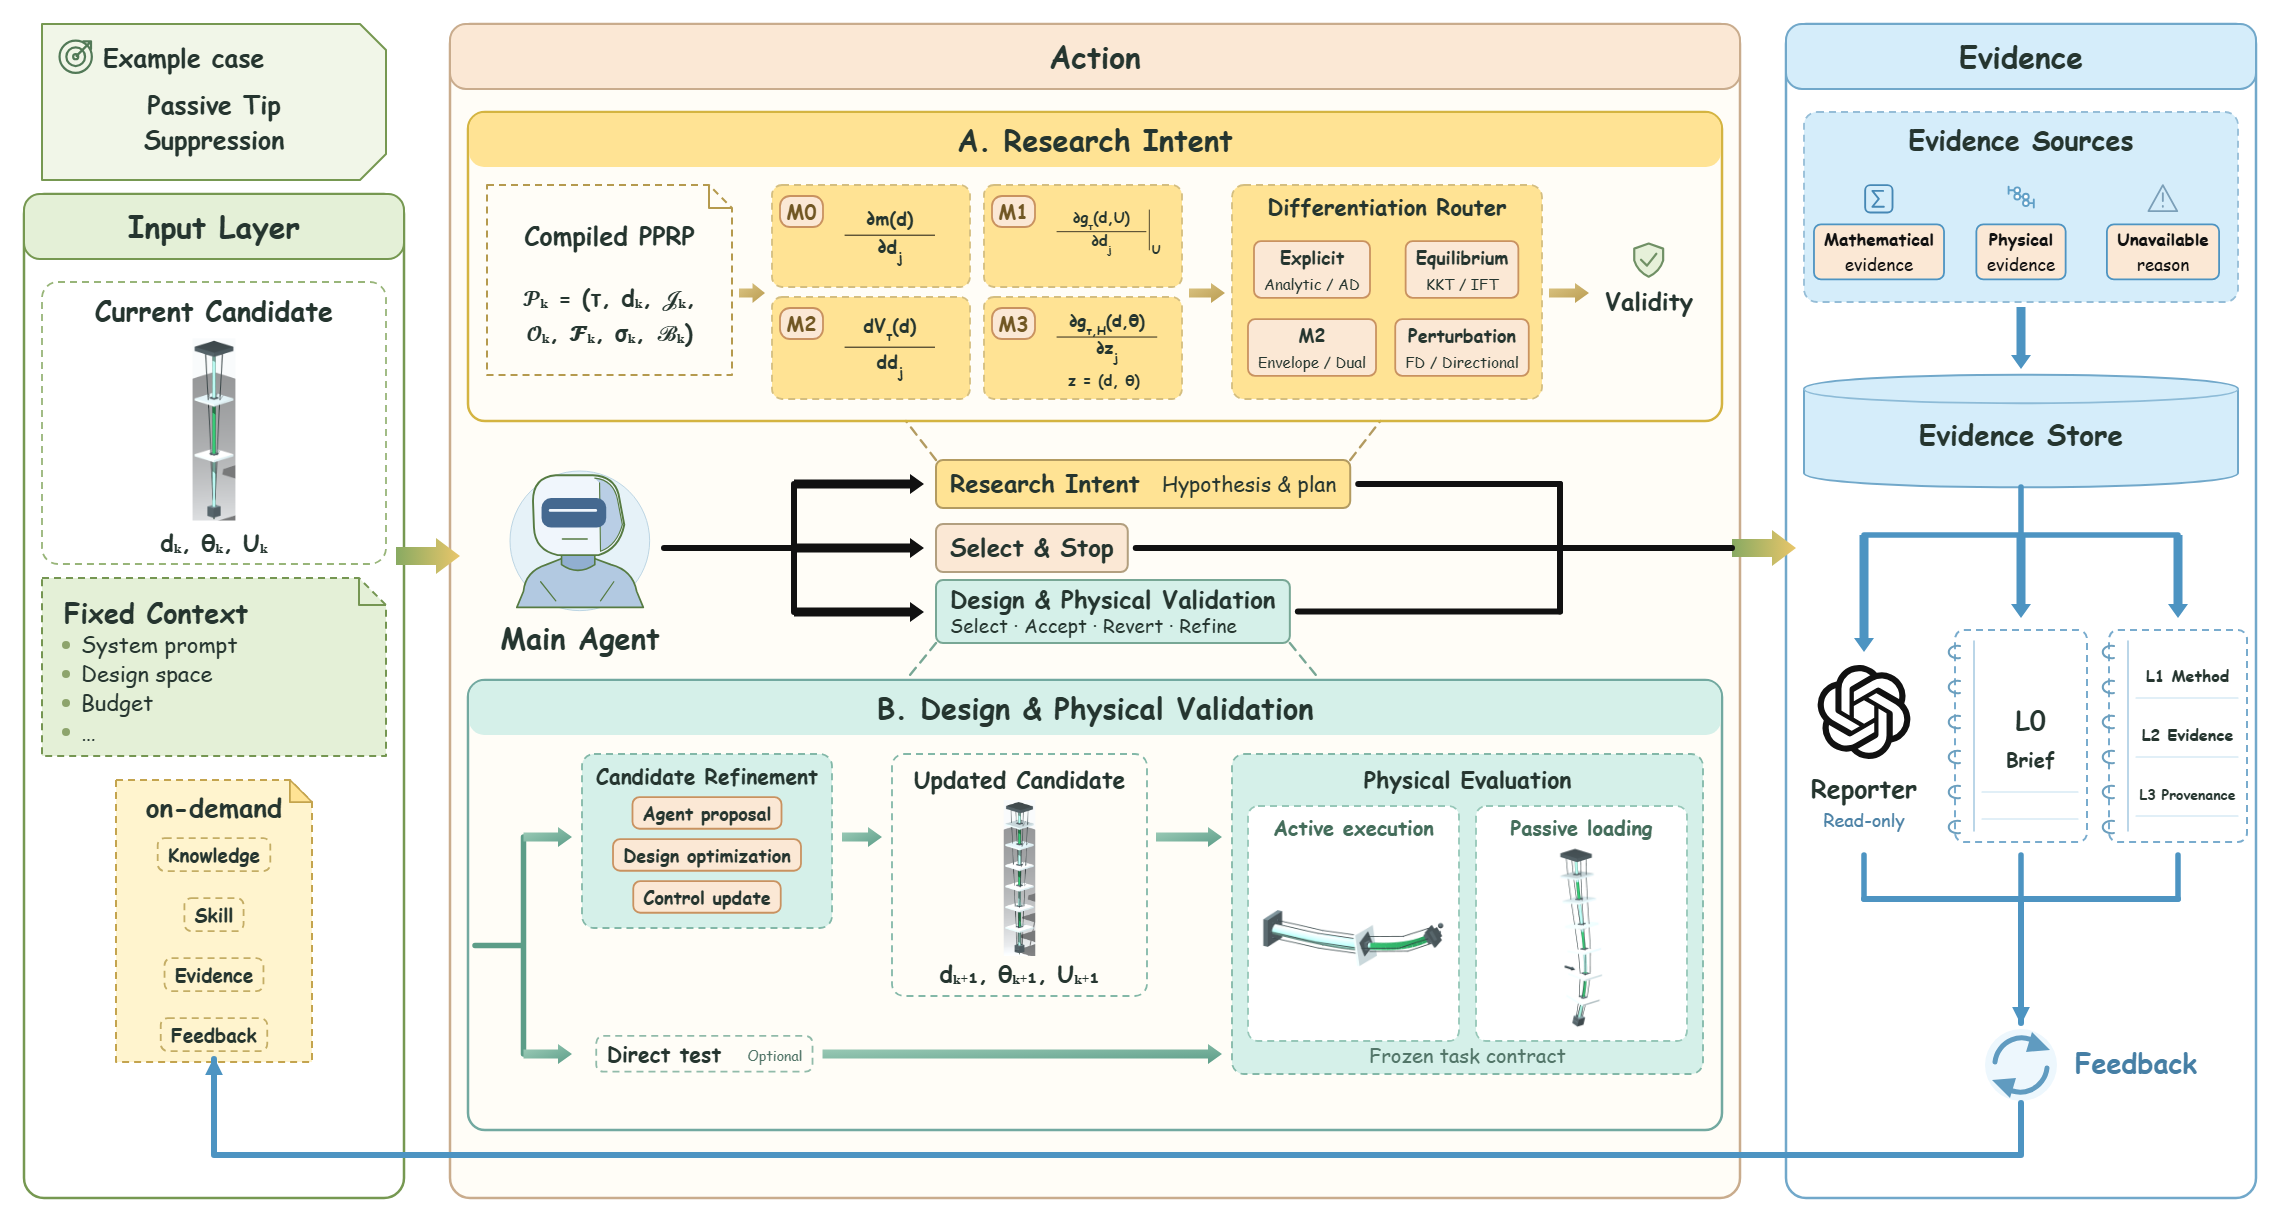 Example case
Passive Tip
Suppression
Input Layer
Current Candidate
dₖ, θₖ, Uₖ
Fixed Context
System prompt
Design space
Budget
...
on-demand
Knowledge
Skill
Evidence
Feedback
Action
A. Research Intent
Compiled PPRP
𝒫ₖ = (τ, dₖ, 𝒥ₖ,
𝒪ₖ, ℱₖ, σₖ, ℬₖ)
M0
∂m(d)
∂dⱼ
M1
∂g_τ(d,U)
∂dⱼ |_U
M2
dV_τ(d)
ddⱼ
M3
∂g_τ,H(d,θ)
∂zⱼ
z = (d, θ)
Differentiation Router
Explicit
Analytic / AD
Equilibrium
KKT / IFT
M2
Envelope / Dual
Perturbation
FD / Directional
Validity
Main Agent
Research Intent Hypothesis & plan
Select & Stop
Design & Physical Validation
Select · Accept · Revert · Refine
B. Design & Physical Validation
Candidate Refinement
Agent proposal
Design optimization
Control update
Updated Candidate
dₖ₊₁, θₖ₊₁, Uₖ₊₁
Direct test Optional
Physical Evaluation
Active execution
Passive loading
Frozen task contract
Evidence
Evidence Sources
Mathematical
evidence
Physical
evidence
Unavailable
reason
Evidence Store
Reporter
Read-only
L0
Brief
L1 Method
L2 Evidence
L3 Provenance
Feedback